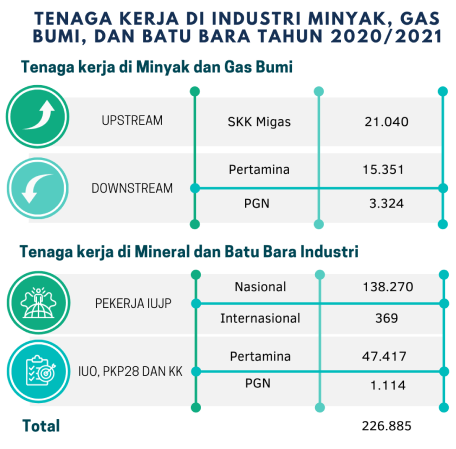 TENAGA KERJA DI INDUSTRI MINYAK, GAS
BUMI, DAN BATU BARA TAHUN 2020/2021
Tenaga kerja di Minyak dan Gas Bumi
UPSTREAM SKK Migas 21.040
DOWNSTREAM
Pertamina 15.351
PGN 3.324
Tenaga kerja di Mineral dan Batu Bara Industri
PEKERJA IUJP
Nasional 138.270
Internasional 369
IUO, PKP28 DAN KK
Pertamina 47.417
PGN 1.114
Total 226.885